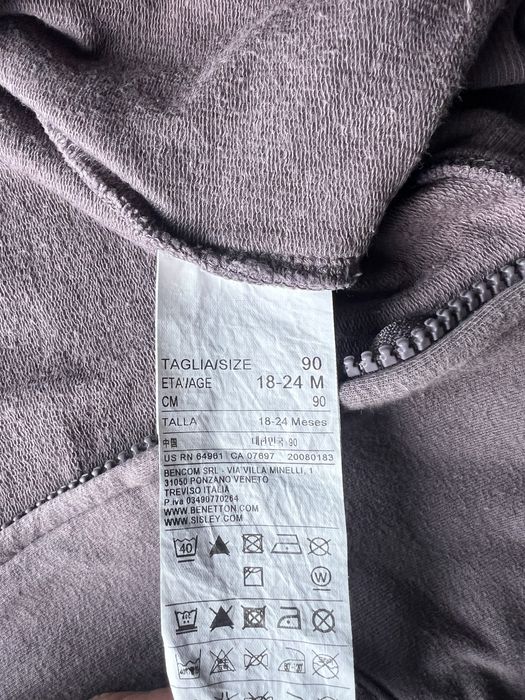 TAGLIA/SIZE 90
ETA'/AGE 18-24 M
CM 90
TALLA 18-24 Meses
中国 대한민국 90
US RN 64961 CA 07697 20080183
BENCOM SRL - VIA VILLA MINELLI, 1
31050 PONZANO VENETO
TREVISO ITALIA
P iva 03490770264
WWW.BENETTON.COM
WWW.SISLEY.COM
40
W